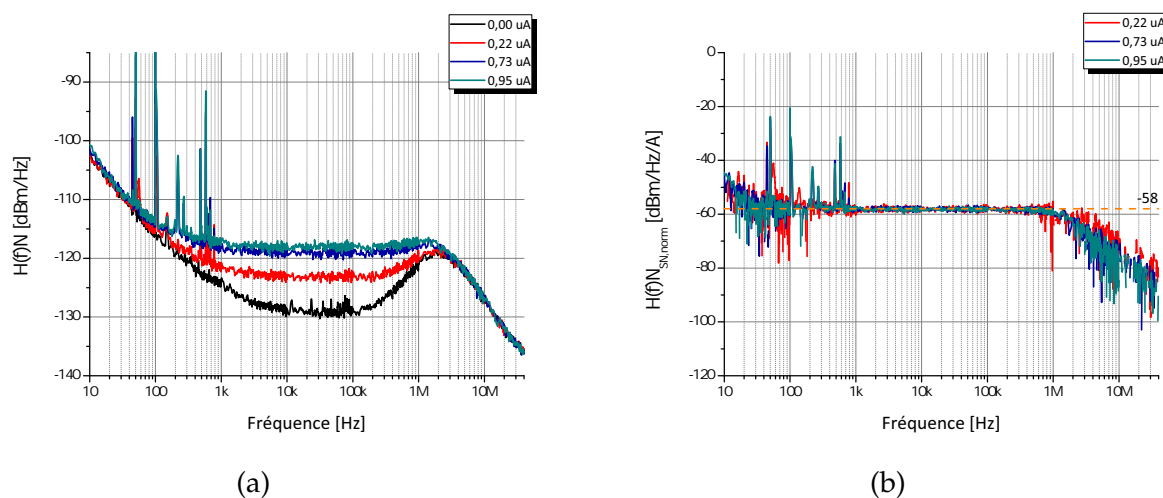 0,00 uA
0,22 uA
0,73 uA
0,95 uA
-90
-100
-110
-120
-130
-140
H(f)N [dBm/Hz]
10 100 1k 10k 100k 1M 10M
Fréquence [Hz]
(a)
0,22 uA
0,73 uA
0,95 uA
0
-20
-40
-60
-80
-100
-120
H(f)N_SN,norm [dBm/Hz/A]
-58
10 100 1k 10k 100k 1M 10M
Fréquence [Hz]
(b)